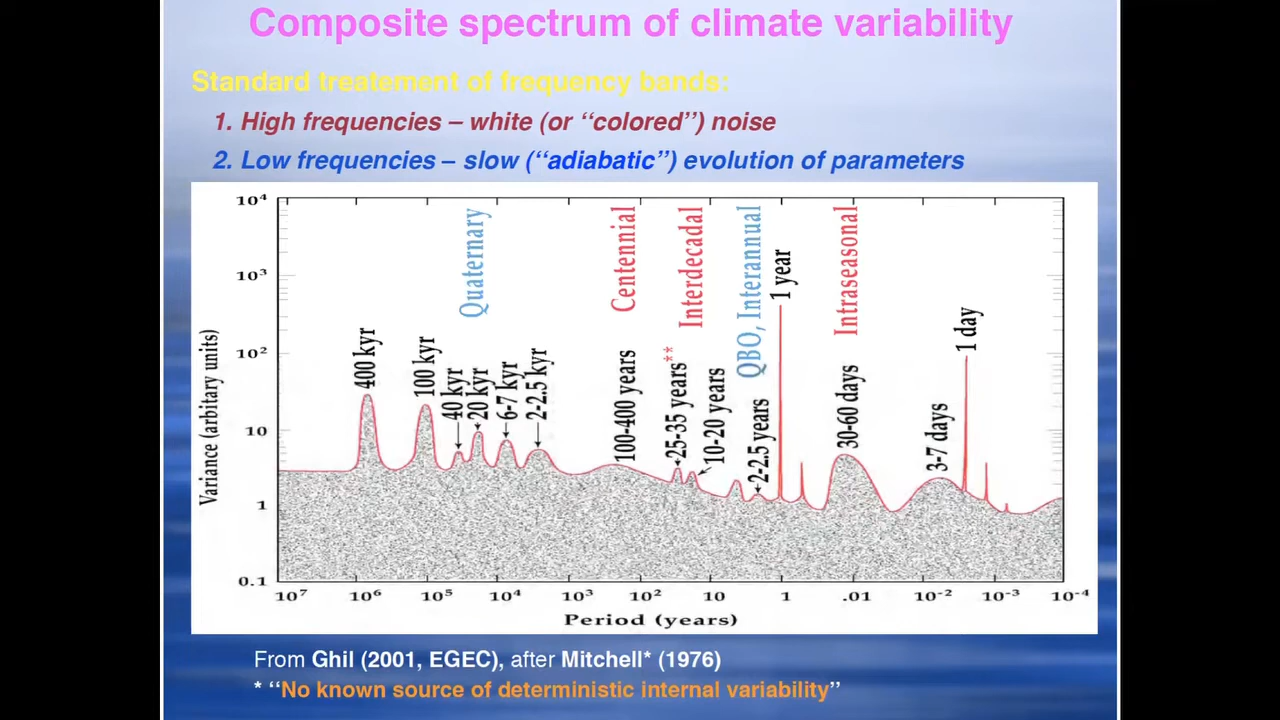 Composite spectrum of climate variability
Standard treatement of frequency bands:
1. High frequencies – white (or ‘‘colored’’) noise
2. Low frequencies – slow (‘‘adiabatic’’) evolution of parameters
10⁴
10³
10²
10
1
0.1
Variance (arbitary units)
400 kyr
100 kyr
40 kyr
20 kyr
6-7 kyr
2-2.5 kyr
100-400 years
25-35 years**
10-20 years
2-2.5 years
1 year
30-60 days
3-7 days
1 day
Quaternary
Centennial
Interdecadal
QBO, Interannual
Intraseasonal
10⁷ 10⁶ 10⁵ 10⁴ 10³ 10² 10 1 .01 10⁻² 10⁻³ 10⁻⁴
Period (years)
From Ghil (2001, EGEC), after Mitchell* (1976)
* ‘‘No known source of deterministic internal variability’’